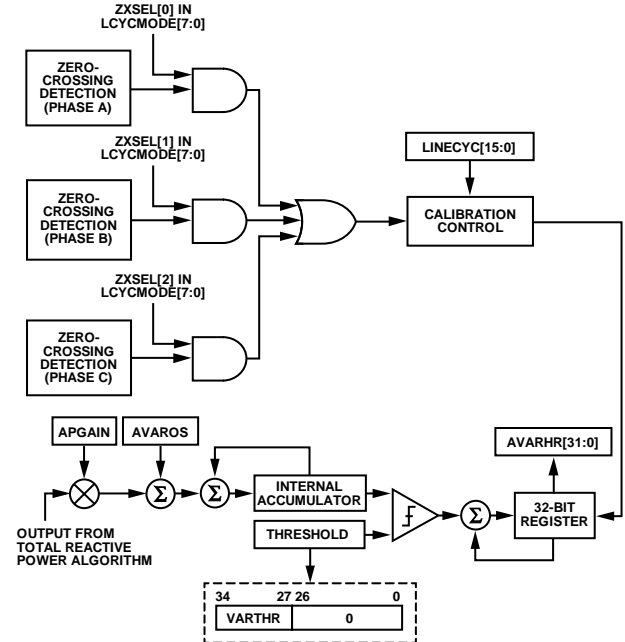 ZXSEL[0] IN
LCYCMODE[7:0]
ZERO-
CROSSING
DETECTION
(PHASE A)
ZXSEL[1] IN
LCYCMODE[7:0]
ZERO-
CROSSING
DETECTION
(PHASE B)
LINECYC[15:0]
CALIBRATION
CONTROL
ZXSEL[2] IN
LCYCMODE[7:0]
ZERO-
CROSSING
DETECTION
(PHASE C)
APGAIN
AVAROS
AVARHR[31:0]
Σ
Σ
INTERNAL
ACCUMULATOR
Σ
32-BIT
REGISTER
OUTPUT FROM
TOTAL REACTIVE
POWER ALGORITHM
THRESHOLD
34 27 26 0
VARTHR 0